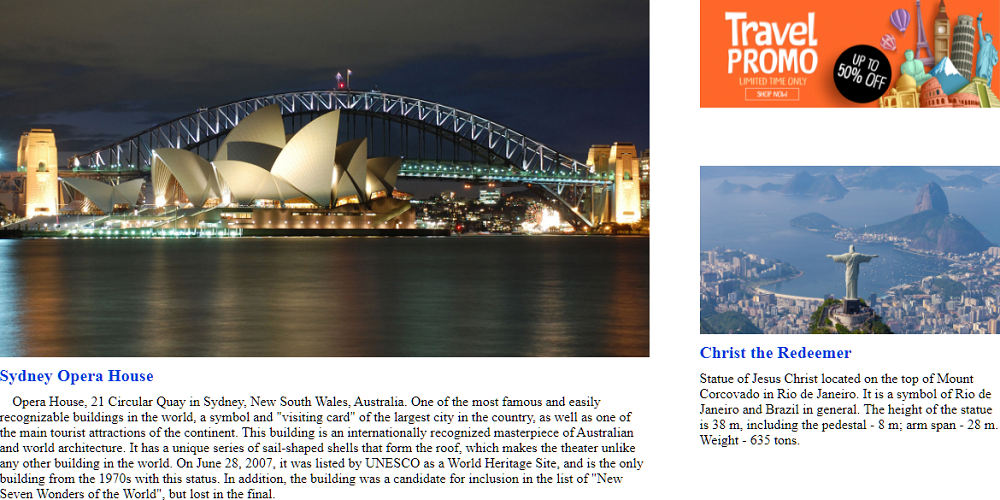 Sydney Opera House
Opera House, 21 Circular Quay in Sydney, New South Wales, Australia. One of the most famous and easily
recognizable buildings in the world, a symbol and "visiting card" of the largest city in the country, as well as one of
the main tourist attractions of the continent. This building is an internationally recognized masterpiece of Australian
and world architecture. It has a unique series of sail-shaped shells that form the roof, which makes the theater unlike
any other building in the world. On June 28, 2007, it was listed by UNESCO as a World Heritage Site, and is the only
building from the 1970s with this status. In addition, the building was a candidate for inclusion in the list of "New
Seven Wonders of the World", but lost in the final.
Travel
PROMO
LIMITED TIME ONLY
SHOP NOW
UP TO
50% OFF
Christ the Redeemer
Statue of Jesus Christ located on the top of Mount
Corcovado in Rio de Janeiro. It is a symbol of Rio de
Janeiro and Brazil in general. The height of the statue
is 38 m, including the pedestal - 8 m; arm span - 28 m.
Weight - 635 tons.